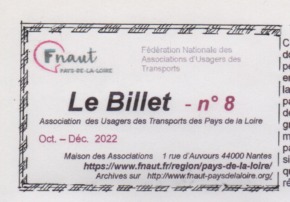 Fnaut
PAYS-DE-LA-LOIRE
Fédération Nationale des
Associations d'Usagers des
Transports
Le Billet - n° 8
Association des Usagers des Transports des Pays de la Loire
Oct. – Déc. 2022
Maison des Associations 1 rue d'Auvours 44000 Nantes
https://www.fnaut.fr/region/pays-de-la-loire/
Archives sur http://www.fnaut-paysdelaloire.org/